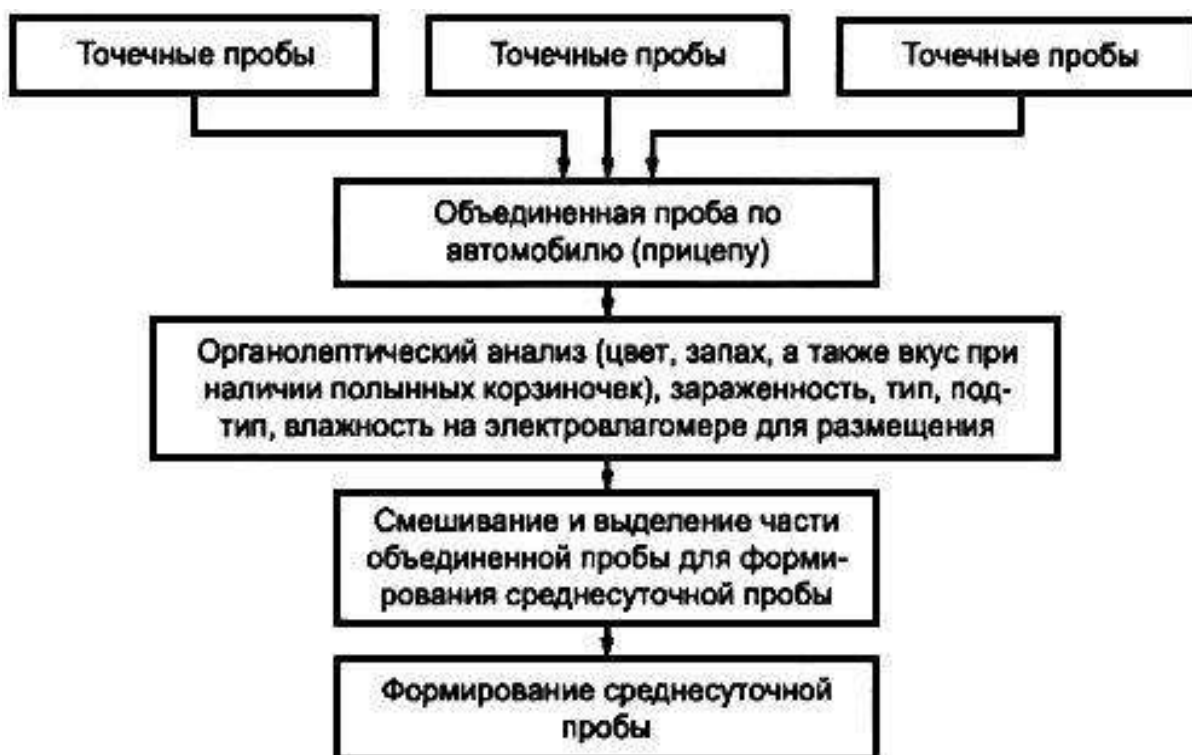 Точечные пробы
Точечные пробы
Точечные пробы
Объединенная проба по
автомобилю (прицепу)
Органолептический анализ (цвет, запах, а также вкус при
наличии полынных корзиночек), зараженность, тип, под-
тип, влажность на электровлагомере для размещения
Смешивание и выделение части
объединенной пробы для форми-
рования среднесуточной пробы
Формирование среднесуточной
пробы